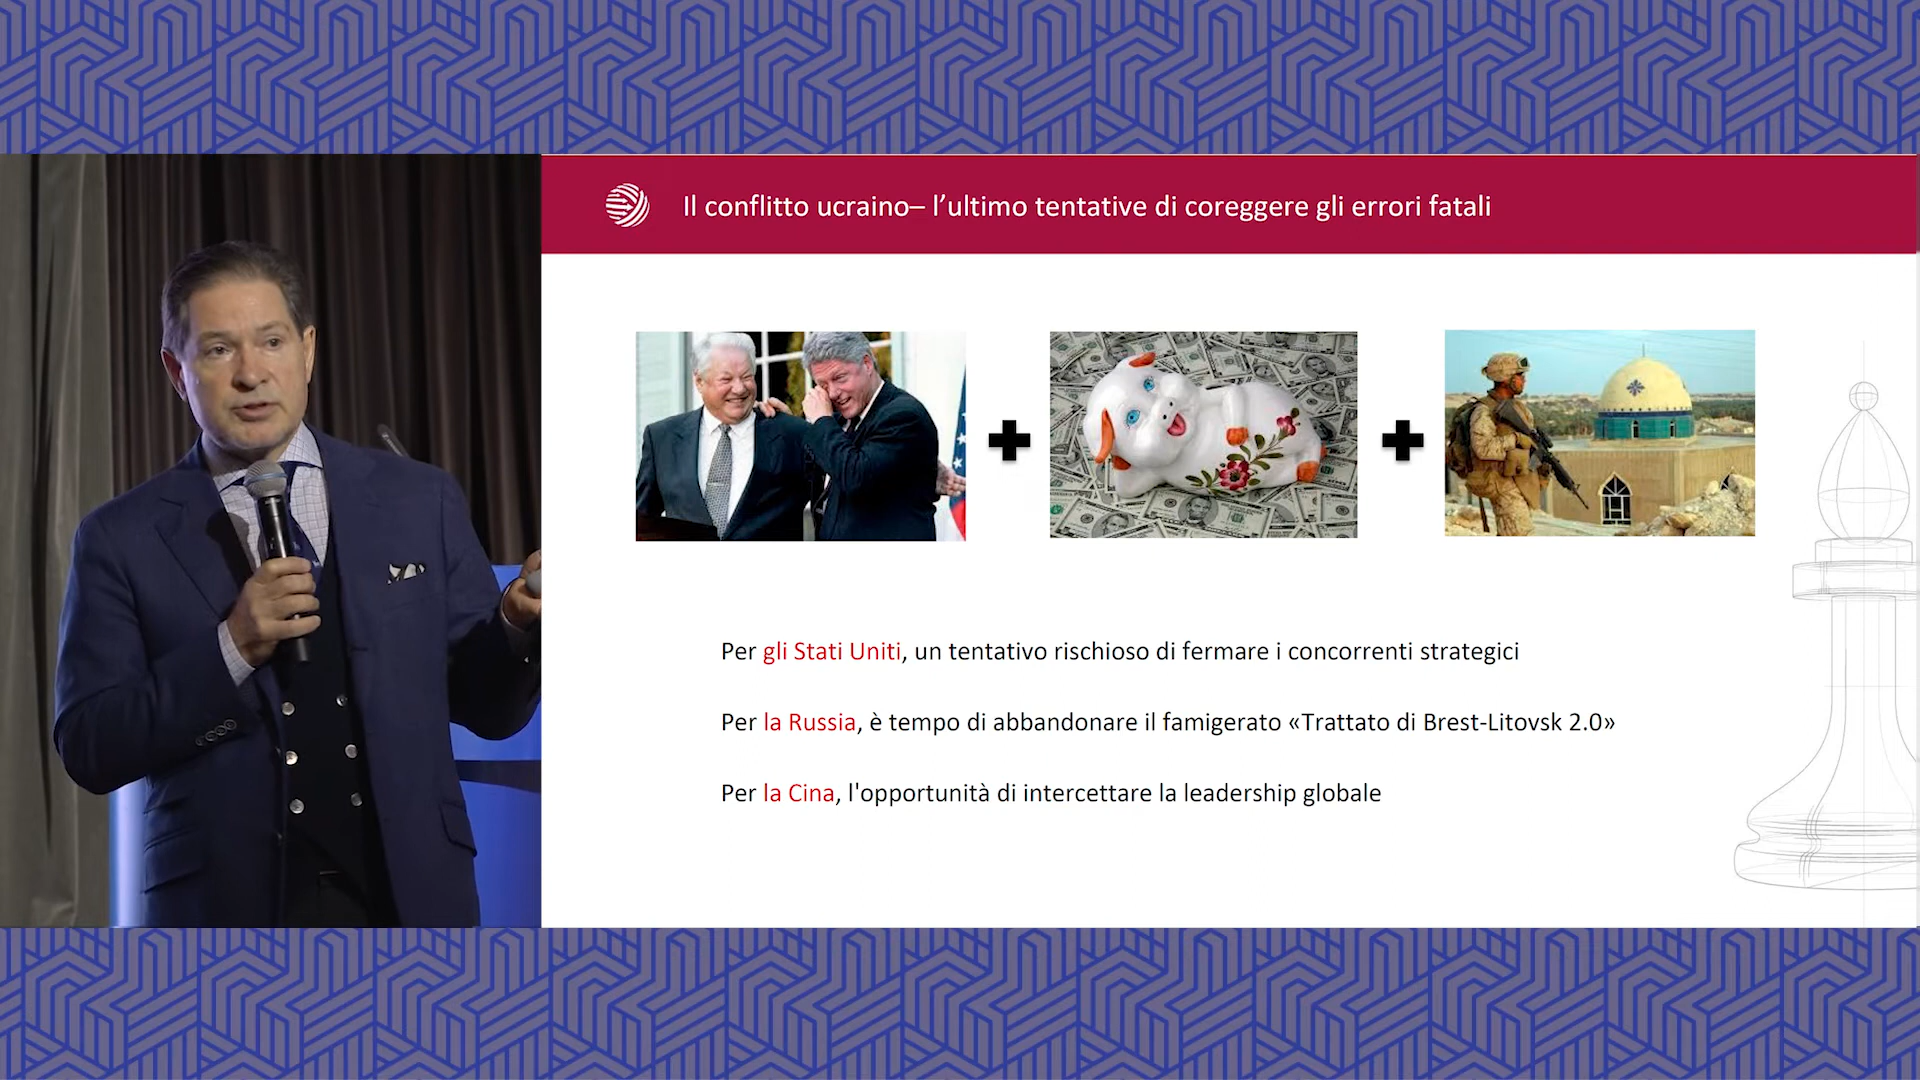 Il conflitto ucraino– l’ultimo tentative di coreggere gli errori fatali
Per gli Stati Uniti, un tentativo rischioso di fermare i concorrenti strategici
Per la Russia, è tempo di abbandonare il famigerato «Trattato di Brest-Litovsk 2.0»
Per la Cina, l'opportunità di intercettare la leadership globale